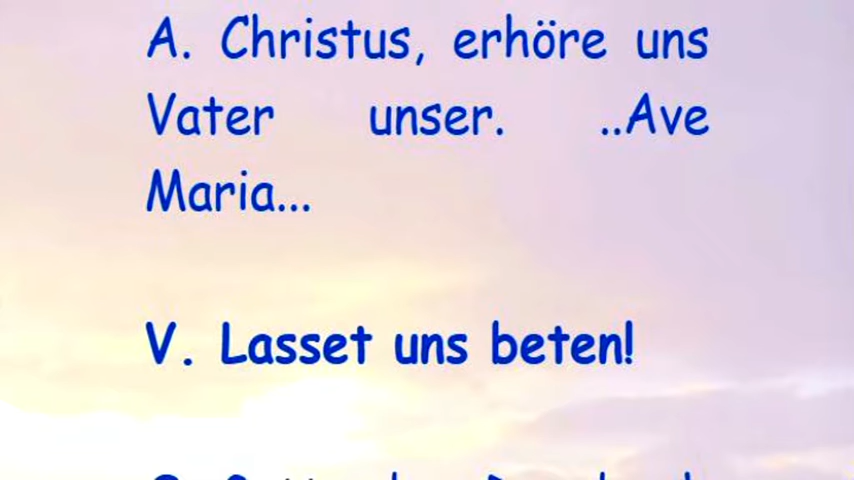 A. Christus, erhöre uns
Vater unser. ..Ave
Maria...
V. Lasset uns beten!